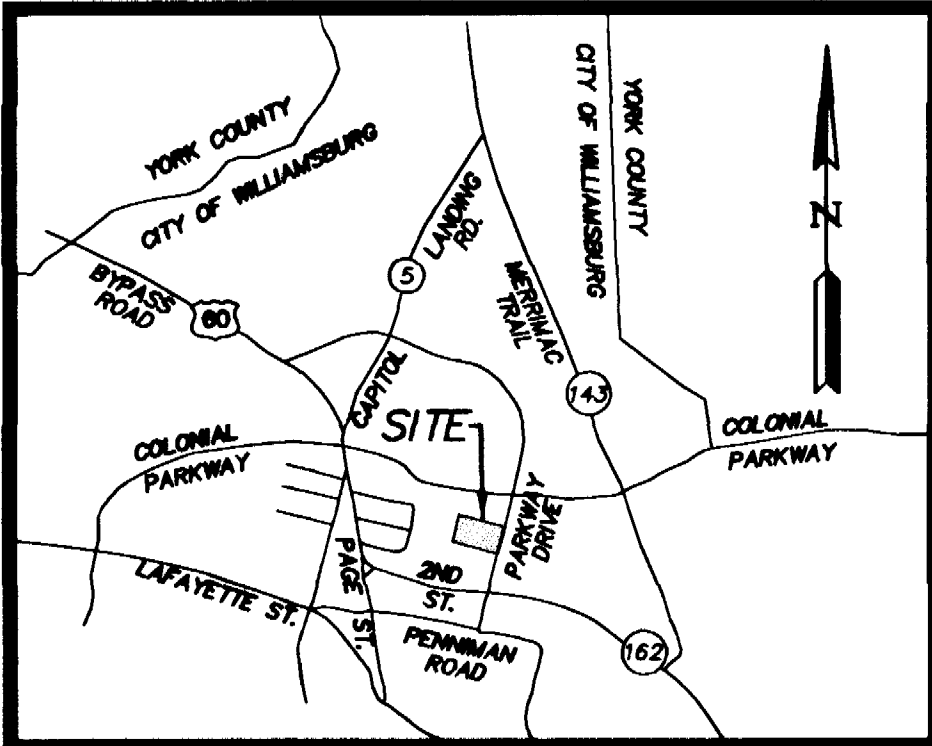 YORK COUNTY
CITY OF WILLIAMSBURG
YORK COUNTY
CITY OF WILLIAMSBURG
N
LANDING
RD.
5
BYPASS
ROAD
60
MERRIMAC
TRAIL
143
CAPITOL
SITE
COLONIAL
PARKWAY
COLONIAL
PARKWAY
PARKWAY
DRIVE
PAGE ST.
2ND
ST.
LAFAYETTE ST.
PENNIMAN
ROAD
162